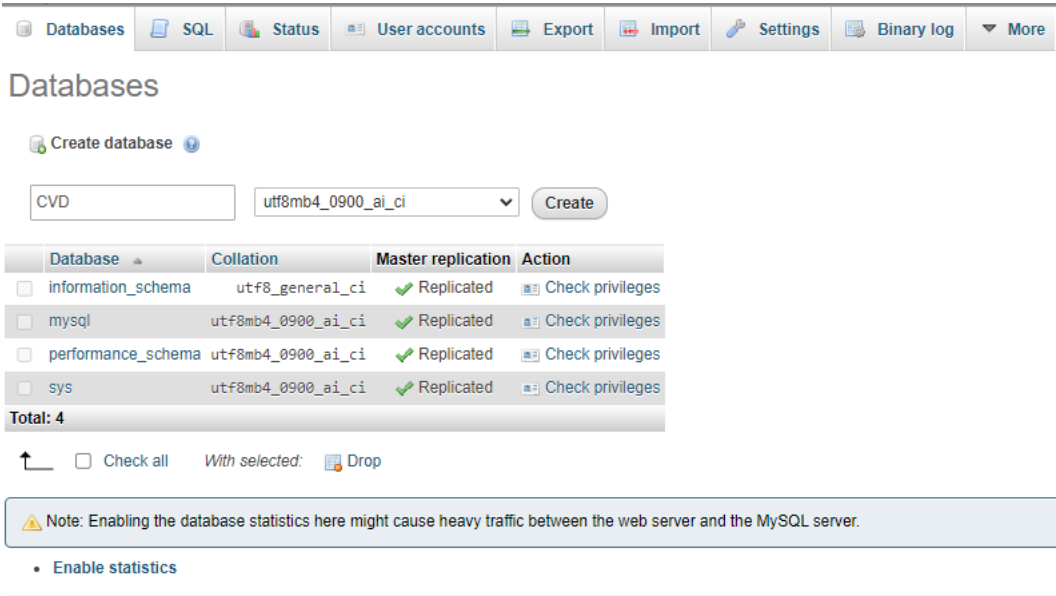 Databases SQL Status User accounts Export Import Settings Binary log More
Databases
Create database
CVD utf8mb4_0900_ai_ci Create
Database Collation Master replication Action
information_schema utf8_general_ci Replicated Check privileges
mysql utf8mb4_0900_ai_ci Replicated Check privileges
performance_schema utf8mb4_0900_ai_ci Replicated Check privileges
sys utf8mb4_0900_ai_ci Replicated Check privileges
Total: 4
Check all With selected: Drop
Note: Enabling the database statistics here might cause heavy traffic between the web server and the MySQL server.
• Enable statistics